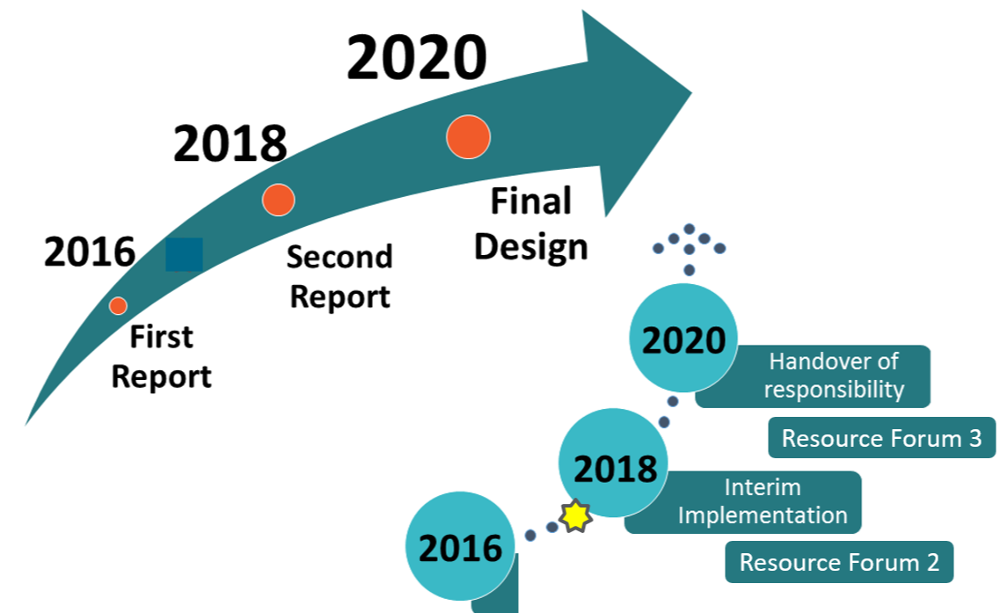 2020
2018
2016
Final
Design
Second
Report
First
Report
2020
Handover of
responsibility
Resource Forum 3
2018
Interim
Implementation
Resource Forum 2
2016